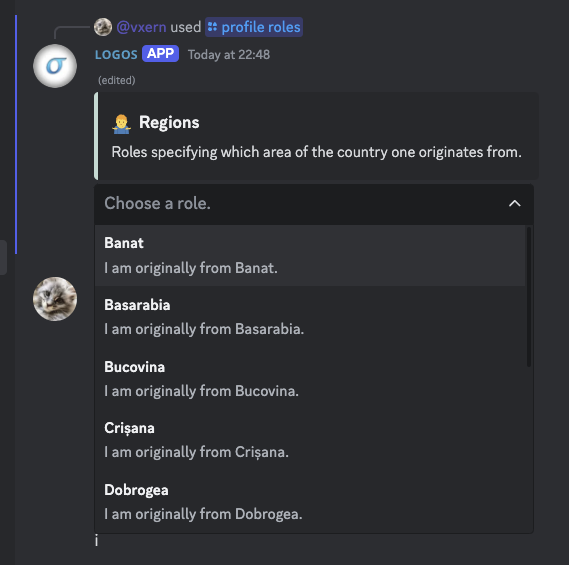 @vxern used profile roles
LOGOS APP Today at 22:48
(edited)
Regions
Roles specifying which area of the country one originates from.
Choose a role.
Banat
I am originally from Banat.
Basarabia
I am originally from Basarabia.
Bucovina
I am originally from Bucovina.
Crișana
I am originally from Crișana.
Dobrogea
I am originally from Dobrogea.
i